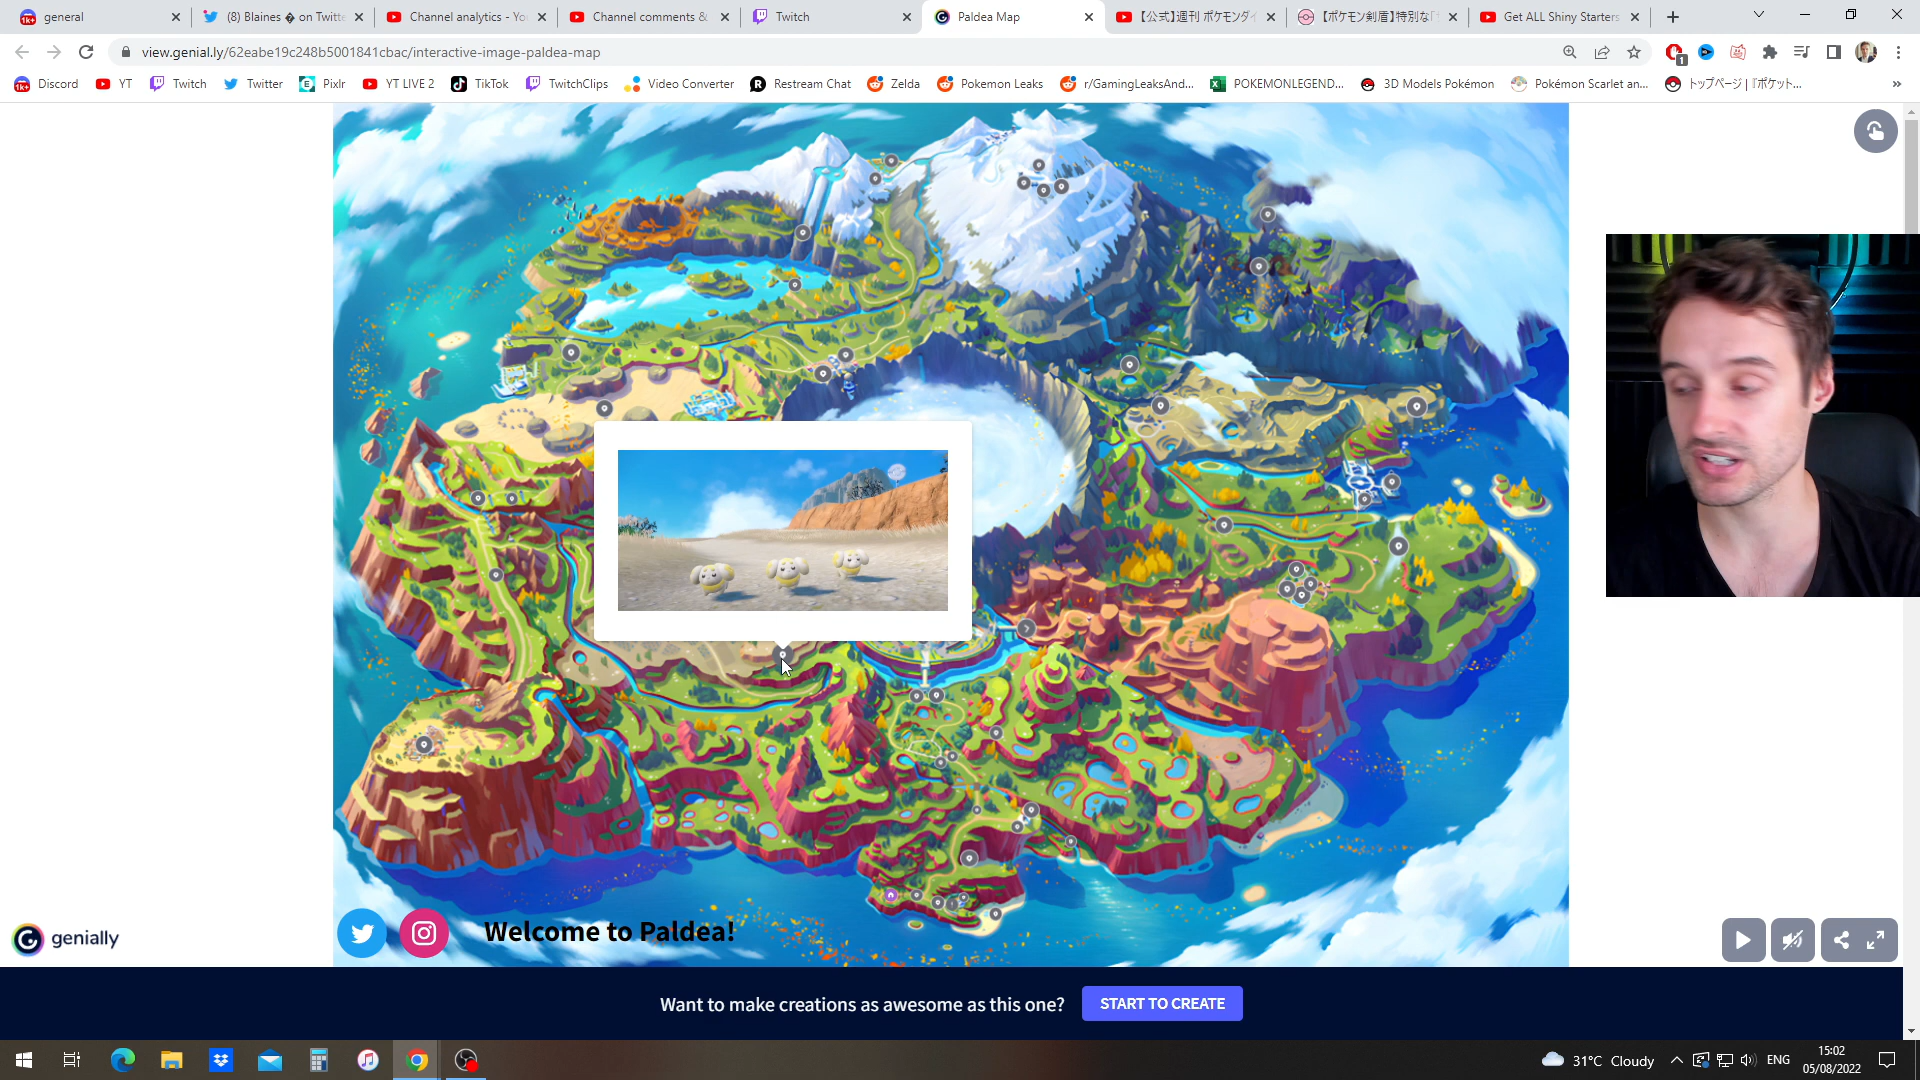 general
(8) Blaines � on Twitte
Channel analytics - Yo
Channel comments &
Twitch
Paldea Map
【公式】週刊 ポケモンダイ
【ポケモン剣盾】特別な「
Get ALL Shiny Starters
view.genial.ly/62eabe19c248b5001841cbac/interactive-image-paldea-map
1
1k+ Discord
YT
Twitch
Twitter
Pixlr
YT LIVE 2
TikTok
TwitchClips
Video Converter
Restream Chat
Zelda
Pokemon Leaks
r/GamingLeaksAnd...
POKEMONLEGEND...
3D Models Pokémon
Pokémon Scarlet an...
トップページ | 『ポケット...
»
genially
Welcome to Paldea!
Want to make creations as awesome as this one?
START TO CREATE
31°C Cloudy
ENG
15:02
05/08/2022